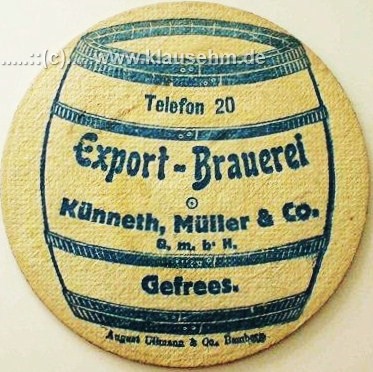 ......::(c) www.klausehm.de
Telefon 20
Export-Brauerei
Künneth, Müller & Co.
G. m. b. H.
Gefrees.
August Ullmann & Co., Bamberg